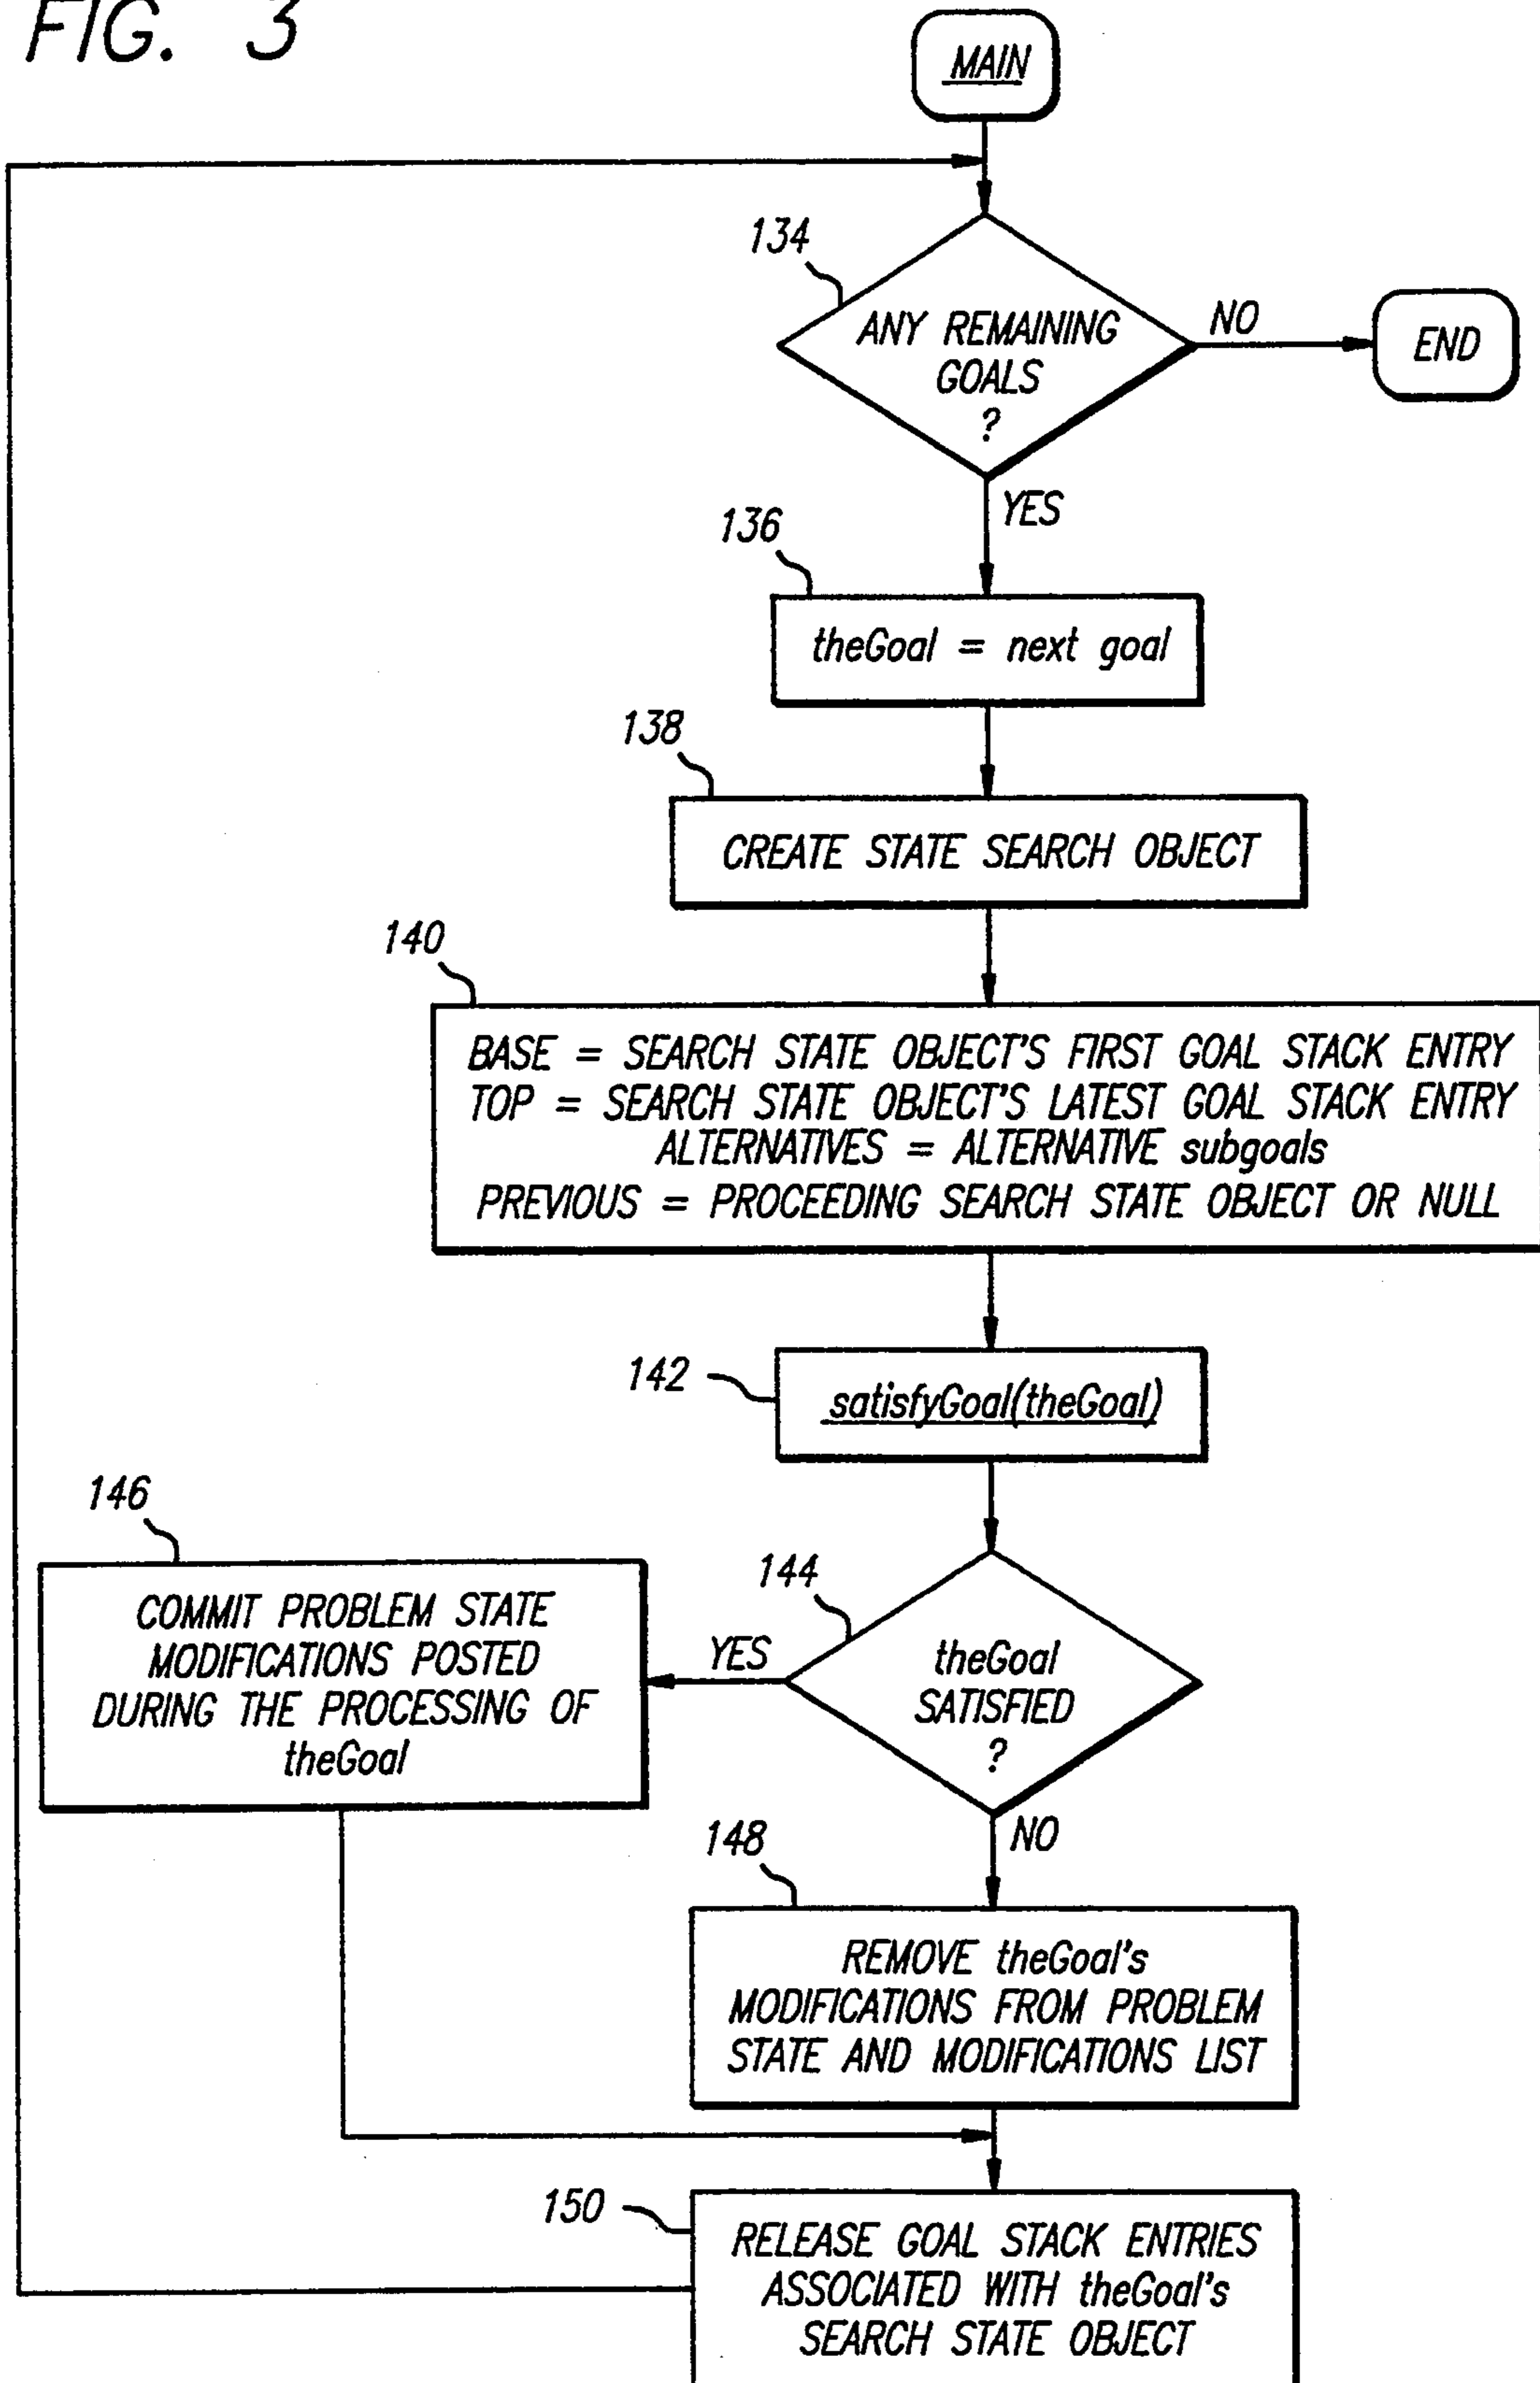 FIG. 3
MAIN
134
ANY REMAINING
GOALS
?
NO
END
YES
136
theGoal = next goal
138
CREATE STATE SEARCH OBJECT
140
BASE = SEARCH STATE OBJECT'S FIRST GOAL STACK ENTRY
TOP = SEARCH STATE OBJECT'S LATEST GOAL STACK ENTRY
ALTERNATIVES = ALTERNATIVE subgoals
PREVIOUS = PROCEEDING SEARCH STATE OBJECT OR NULL
142
satisfyGoal(theGoal)
146
COMMIT PROBLEM STATE
MODIFICATIONS POSTED
DURING THE PROCESSING OF
theGoal
144
YES
theGoal
SATISFIED
?
NO
148
REMOVE theGoal's
MODIFICATIONS FROM PROBLEM
STATE AND MODIFICATIONS LIST
150
RELEASE GOAL STACK ENTRIES
ASSOCIATED WITH theGoal's
SEARCH STATE OBJECT